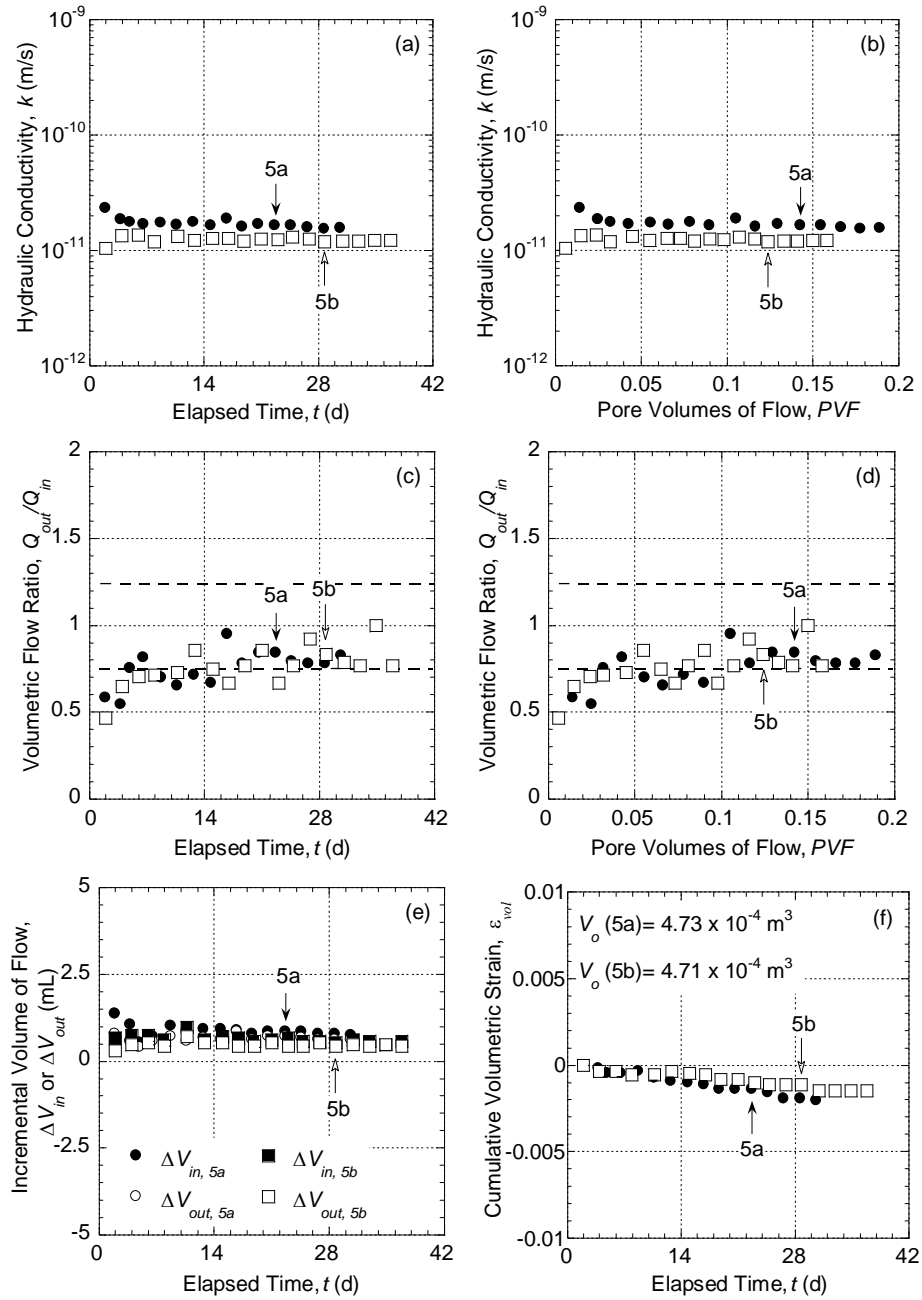 (a)
Hydraulic Conductivity, k (m/s)
10⁻⁹
10⁻¹⁰
10⁻¹¹
10⁻¹²
5a
5b
0 14 28 42
Elapsed Time, t (d)
(b)
Hydraulic Conductivity, k (m/s)
10⁻⁹
10⁻¹⁰
10⁻¹¹
10⁻¹²
5a
5b
0 0.05 0.1 0.15 0.2
Pore Volumes of Flow, PVF
(c)
Volumetric Flow Ratio, Q_out/Q_in
2
1.5
1
0.5
0
5a
5b
0 14 28 42
Elapsed Time, t (d)
(d)
Volumetric Flow Ratio, Q_out/Q_in
2
1.5
1
0.5
0
5a
5b
0 0.05 0.1 0.15 0.2
Pore Volumes of Flow, PVF
(e)
Incremental Volume of Flow,
ΔV_in or ΔV_out (mL)
5
2.5
0
-2.5
-5
5a
5b
ΔV_in, 5a
ΔV_in, 5b
ΔV_out, 5a
ΔV_out, 5b
0 14 28 42
Elapsed Time, t (d)
(f)
Cumulative Volumetric Strain, ε_vol
0.01
0.005
0
-0.005
-0.01
V_o (5a)= 4.73 x 10⁻⁴ m³
V_o (5b)= 4.71 x 10⁻⁴ m³
5b
5a
0 14 28 42
Elapsed Time, t (d)